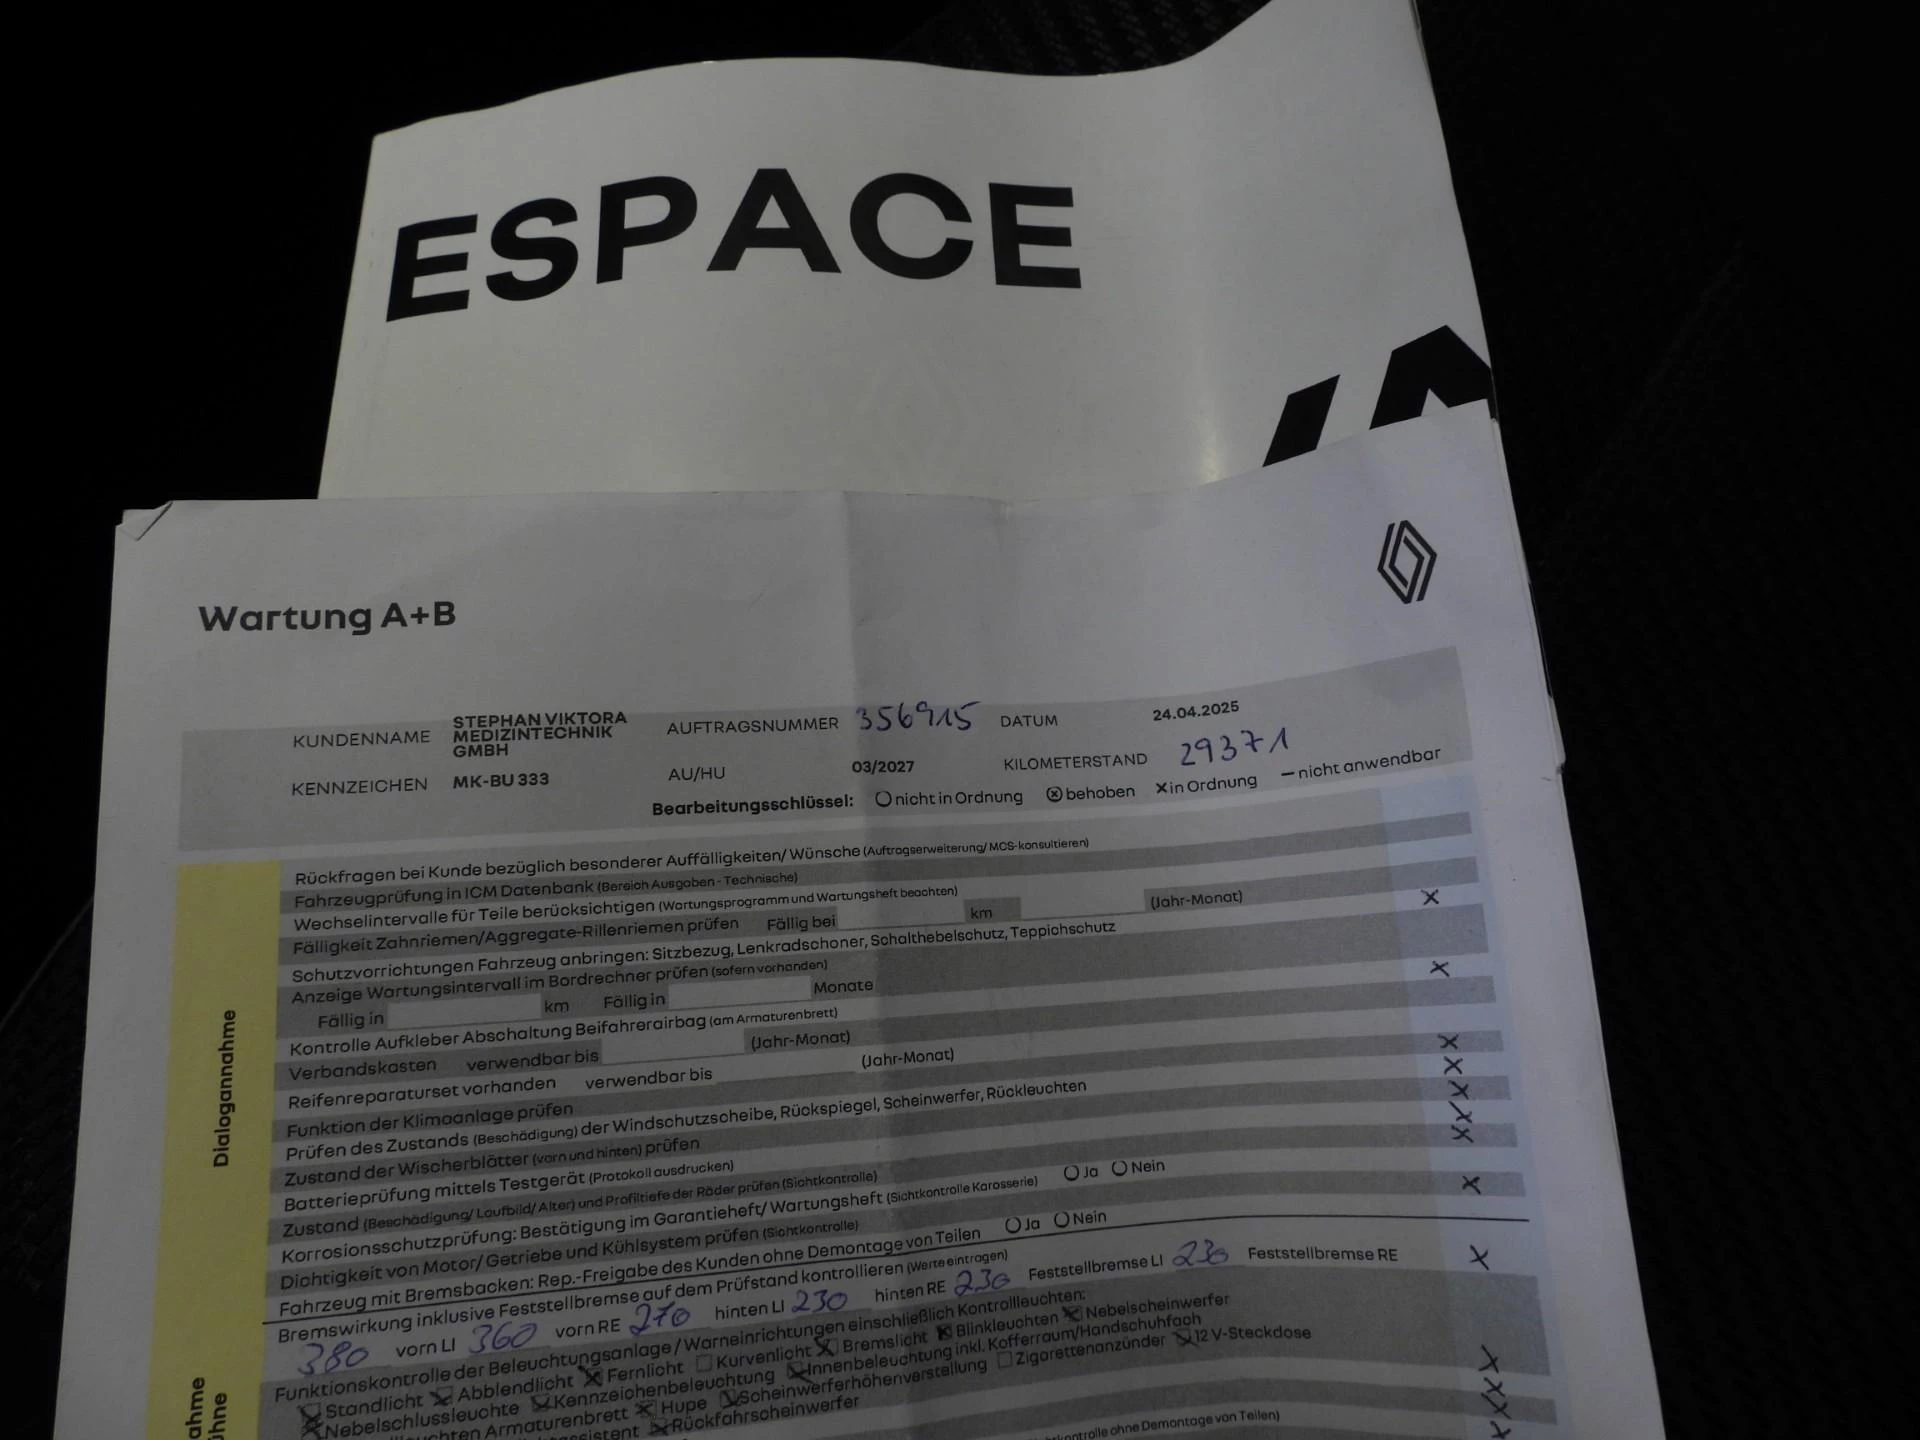 ESPACE
Wartung A+B
KUNDENNAME STEPHAN VIKTORA MEDIZINTECHNIK GMBH AUFTRAGSNUMMER 356915 DATUM 24.04.2025
KENNZEICHEN MK-BU 333 AU/HU 03/2027 KILOMETERSTAND 29371
Bearbeitungsschlüssel: nicht in Ordnung behoben in Ordnung nicht anwendbar
Dialogannahme
Rückfragen bei Kunde bezüglich besonderer Auffälligkeiten/ Wünsche (Auftragserweiterung/ MCS-konsultieren)
Fahrzeugprüfung in ICM Datenbank (Bereich Ausgaben - Technische)
Wechselintervalle für Teile berücksichtigen (Wartungsprogramm und Wartungsheft beachten)
Fälligkeit Zahnriemen/Aggregate-Rillenriemen prüfen Fällig bei km (Jahr-Monat)
Schutzvorrichtungen Fahrzeug anbringen: Sitzbezug, Lenkradschoner, Schalthebelschutz, Teppichschutz
Anzeige Wartungsintervall im Bordrechner prüfen (sofern vorhanden)
Fällig in km Fällig in Monate
Kontrolle Aufkleber Abschaltung Beifahrerairbag (am Armaturenbrett)
Verbandskasten verwendbar bis (Jahr-Monat)
Reifenreparaturset vorhanden verwendbar bis (Jahr-Monat)
Funktion der Klimaanlage prüfen
Prüfen des Zustands (Beschädigung) der Windschutzscheibe, Rückspiegel, Scheinwerfer, Rückleuchten
Zustand der Wischerblätter (vorn und hinten) prüfen
Batterieprüfung mittels Testgerät (Protokoll ausdrucken)
Zustand (Beschädigung/ Laufbild/ Alter) und Profiltiefe der Räder prüfen (Sichtkontrolle)
Korrosionsschutzprüfung: Bestätigung im Garantieheft/ Wartungsheft (Sichtkontrolle Karosserie) Ja Nein
Dichtigkeit von Motor/ Getriebe und Kühlsystem prüfen (Sichtkontrolle)
Fahrzeug mit Bremsbacken: Rep.-Freigabe des Kunden ohne Demontage von Teilen Ja Nein
Bremswirkung inklusive Feststellbremse auf dem Prüfstand kontrollieren (Werte eintragen)
380 vorn LI 360 vorn RE 270 hinten LI 230 hinten RE 230 Feststellbremse LI 230 Feststellbremse RE
Funktionskontrolle der Beleuchtungsanlage / Warneinrichtungen einschließlich Kontrollleuchten:
Standlicht Abblendlicht Fernlicht Kurvenlicht Bremslicht Blinkleuchten Nebelscheinwerfer
Nebelschlussleuchte Kennzeichenbeleuchtung Innenbeleuchtung inkl. Kofferraum/Handschuhfach
Armaturenbrett Hupe Scheinwerferhöhenverstellung Zigarettenanzünder 12 V-Steckdose
Rückfahrscheinwerfer
ohne Demontage von Teilen)